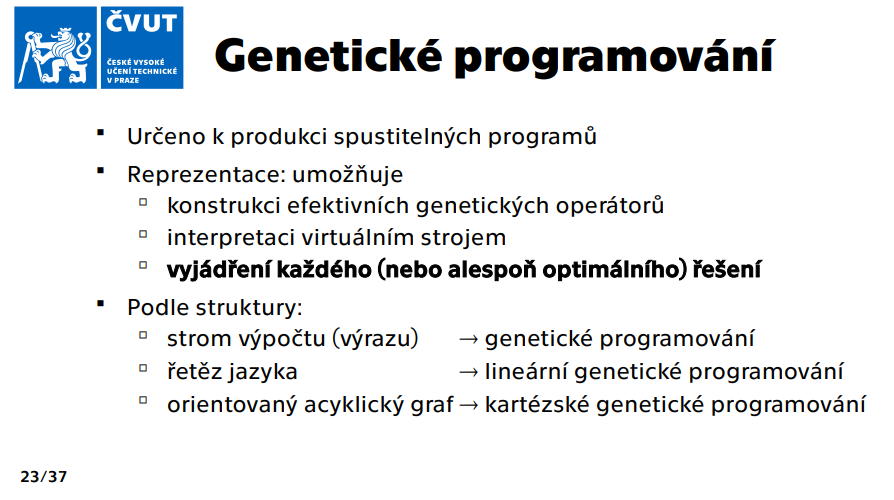 ČVUT
ČESKÉ VYSOKÉ
UČENÍ TECHNICKÉ
V PRAZE
Genetické programování
Určeno k produkci spustitelných programů
Reprezentace: umožňuje
konstrukci efektivních genetických operátorů
interpretaci virtuálním strojem
vyjádření každého (nebo alespoň optimálního) řešení
Podle struktury:
strom výpočtu (výrazu) → genetické programování
řetěz jazyka → lineární genetické programování
orientovaný acyklický graf → kartézské genetické programování
23/37